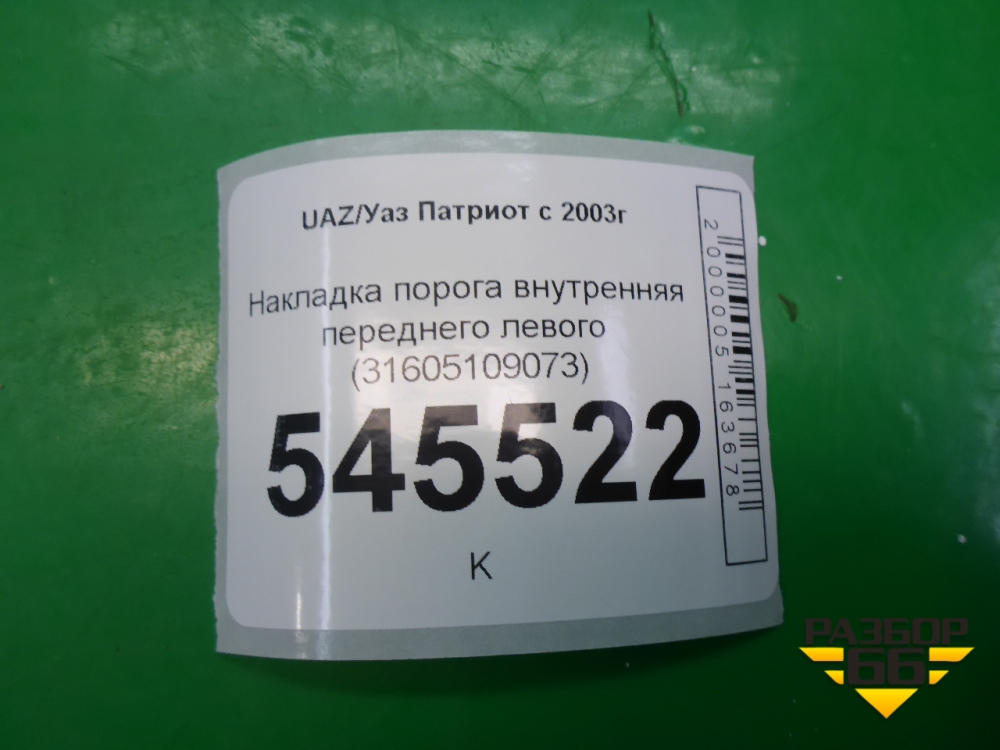 UAZ/Уаз Патриот с 2003г
Накладка порога внутренняя
переднего левого
(31605109073)
545522
К
2000005163678
РАЗБОР
66